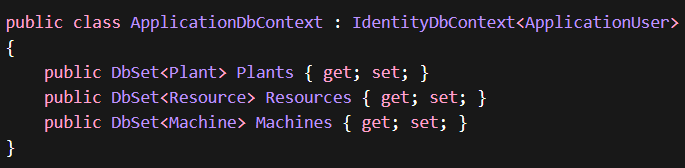 public class ApplicationDbContext : IdentityDbContext<ApplicationUser>
{
    public DbSet<Plant> Plants { get; set; }
    public DbSet<Resource> Resources { get; set; }
    public DbSet<Machine> Machines { get; set; }
}